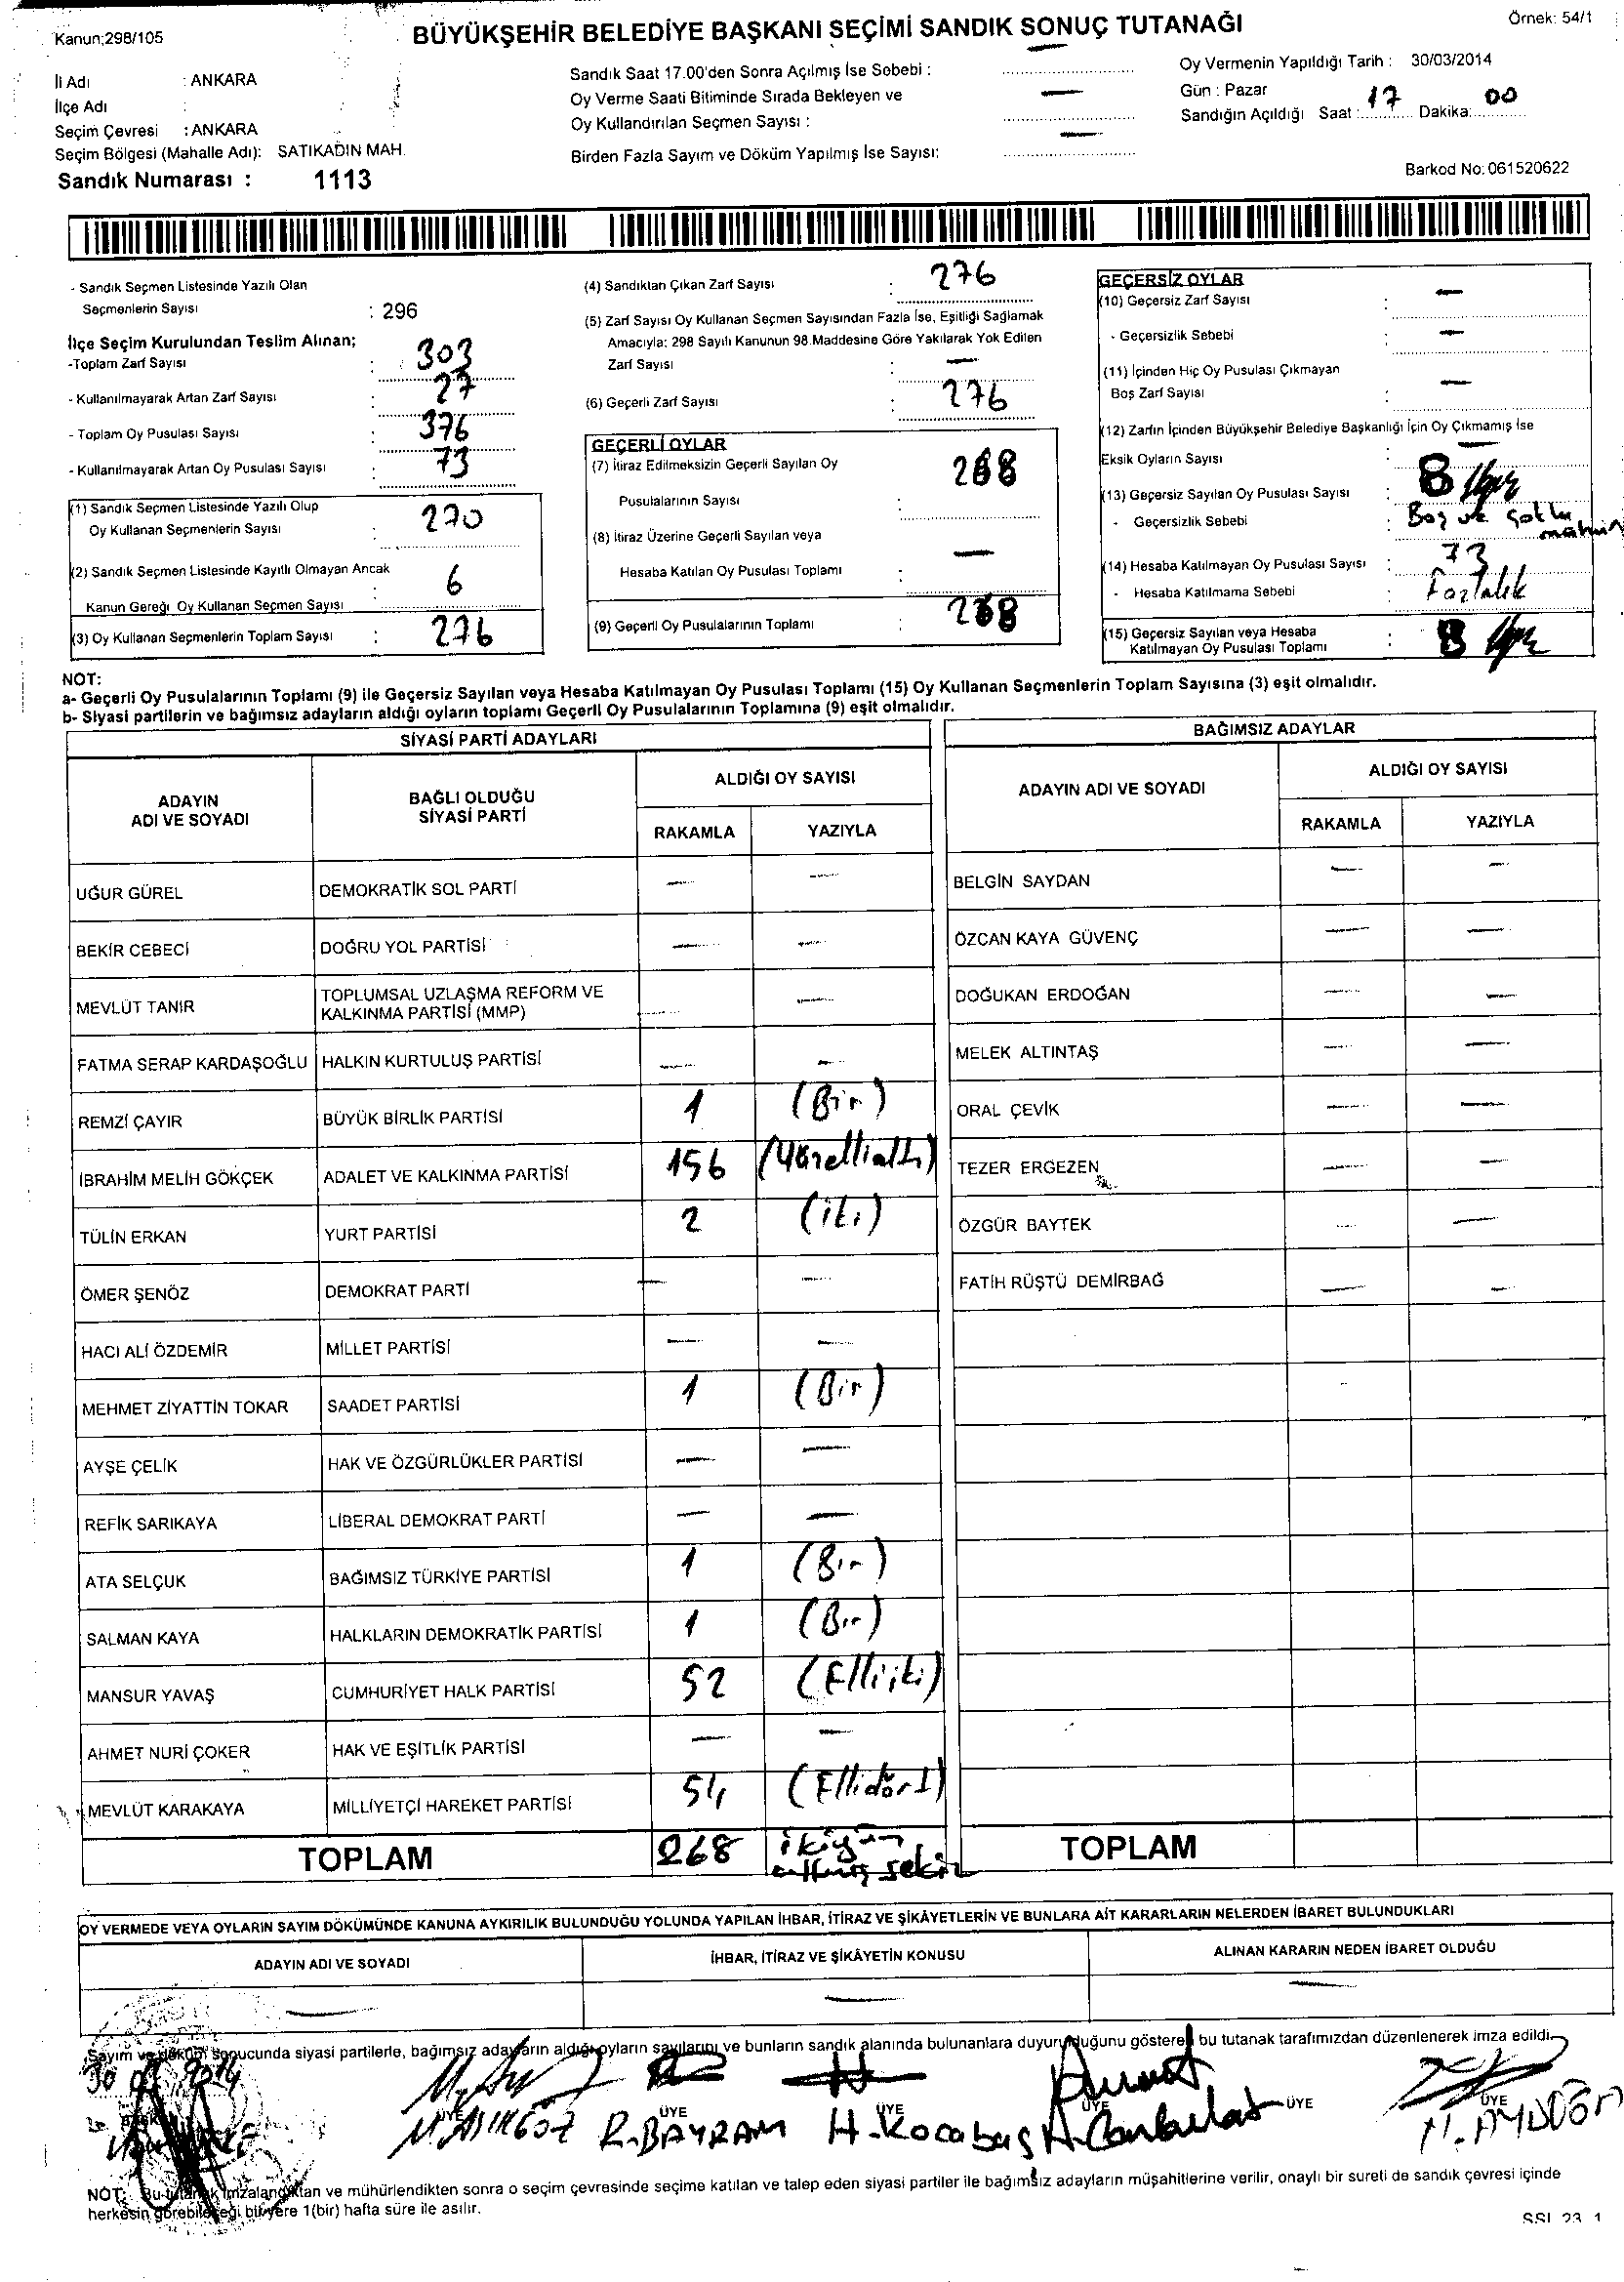 Kanun;298/105
BÜYÜKŞEHİR BELEDİYE BAŞKANI SEÇİMİ SANDIK SONUÇ TUTANAĞI
Örnek: 54/1
İl Adı : ANKARA
İlçe Adı :
Seçim Çevresi : ANKARA
Seçim Bölgesi (Mahalle Adı): SATIKADIN MAH.
Sandık Numarası : 1113
Sandık Saat 17.00'den Sonra Açılmış İse Sebebi : —
Oy Verme Saati Bitiminde Sırada Bekleyen ve
Oy Kullandırılan Seçmen Sayısı : —
Birden Fazla Sayım ve Döküm Yapılmış İse Sayısı: —
Oy Vermenin Yapıldığı Tarih : 30/03/2014
Gün : Pazar
Sandığın Açıldığı Saat : 17 Dakika: 00
Barkod No: 061520622
- Sandık Seçmen Listesinde Yazılı Olan
Seçmenlerin Sayısı : 296
İlçe Seçim Kurulundan Teslim Alınan;
-Toplam Zarf Sayısı : 303
- Kullanılmayarak Artan Zarf Sayısı : 27
- Toplam Oy Pusulası Sayısı : 376
- Kullanılmayarak Artan Oy Pusulası Sayısı : 73
(1) Sandık Seçmen Listesinde Yazılı Olup
Oy Kullanan Seçmenlerin Sayısı : 270
(2) Sandık Seçmen Listesinde Kayıtlı Olmayan Ancak
Kanun Gereği Oy Kullanan Seçmen Sayısı : 6
(3) Oy Kullanan Seçmenlerin Toplam Sayısı : 276
(4) Sandıktan Çıkan Zarf Sayısı : 276
(5) Zarf Sayısı Oy Kullanan Seçmen Sayısından Fazla İse, Eşitliği Sağlamak
Amacıyla; 298 Sayılı Kanunun 98.Maddesine Göre Yakılarak Yok Edilen
Zarf Sayısı : —
(6) Geçerli Zarf Sayısı : 276
GEÇERLİ OYLAR
(7) İtiraz Edilmeksizin Geçerli Sayılan Oy
Pusulalarının Sayısı : 268
(8) İtiraz Üzerine Geçerli Sayılan veya
Hesaba Katılan Oy Pusulası Toplamı : —
(9) Geçerli Oy Pusulalarının Toplamı : 268
GEÇERSİZ OYLAR
(10) Geçersiz Zarf Sayısı : —
- Geçersizlik Sebebi : —
(11) İçinden Hiç Oy Pusulası Çıkmayan
Boş Zarf Sayısı : —
(12) Zarfın İçinden Büyükşehir Belediye Başkanlığı İçin Oy Çıkmamış İse
Eksik Oyların Sayısı : —
(13) Geçersiz Sayılan Oy Pusulası Sayısı : 8
- Geçersizlik Sebebi : Boş ve çoklu
(14) Hesaba Katılmayan Oy Pusulası Sayısı : 73
- Hesaba Katılmama Sebebi : Fazlalık
(15) Geçersiz Sayılan veya Hesaba
Katılmayan Oy Pusulası Toplamı : 8
NOT:
a- Geçerli Oy Pusulalarının Toplamı (9) ile Geçersiz Sayılan veya Hesaba Katılmayan Oy Pusulası Toplamı (15) Oy Kullanan Seçmenlerin Toplam Sayısına (3) eşit olmalıdır.
b- Siyasi partilerin ve bağımsız adayların aldığı oyların toplamı Geçerli Oy Pusulalarının Toplamına (9) eşit olmalıdır.
SİYASİ PARTİ ADAYLARI
ADAYIN ADI VE SOYADI
BAĞLI OLDUĞU SİYASİ PARTİ
ALDIĞI OY SAYISI
RAKAMLA YAZIYLA
UĞUR GÜREL DEMOKRATİK SOL PARTİ — —
BEKİR CEBECİ DOĞRU YOL PARTİSİ — —
MEVLÜT TANIR TOPLUMSAL UZLAŞMA REFORM VE KALKINMA PARTİSİ (MMP) — —
FATMA SERAP KARDAŞOĞLU HALKIN KURTULUŞ PARTİSİ — —
REMZİ ÇAYIR BÜYÜK BİRLİK PARTİSİ 1 (Bir)
İBRAHİM MELİH GÖKÇEK ADALET VE KALKINMA PARTİSİ 156 (Yüzellialtı)
TÜLİN ERKAN YURT PARTİSİ 2 (iki)
ÖMER ŞENÖZ DEMOKRAT PARTİ — —
HACI ALİ ÖZDEMİR MİLLET PARTİSİ — —
MEHMET ZİYATTİN TOKAR SAADET PARTİSİ 1 (Bir)
AYŞE ÇELİK HAK VE ÖZGÜRLÜKLER PARTİSİ — —
REFİK SARIKAYA LİBERAL DEMOKRAT PARTİ — —
ATA SELÇUK BAĞIMSIZ TÜRKİYE PARTİSİ 1 (Bir)
SALMAN KAYA HALKLARIN DEMOKRATİK PARTİSİ 1 (Bir)
MANSUR YAVAŞ CUMHURİYET HALK PARTİSİ 52 (Elliiki)
AHMET NURİ ÇOKER HAK VE EŞİTLİK PARTİSİ — —
MEVLÜT KARAKAYA MİLLİYETÇİ HAREKET PARTİSİ 54 (Ellidört)
TOPLAM 268 ikiyüz altmış sekiz
BAĞIMSIZ ADAYLAR
ADAYIN ADI VE SOYADI
ALDIĞI OY SAYISI
RAKAMLA YAZIYLA
BELGİN SAYDAN — —
ÖZCAN KAYA GÜVENÇ — —
DOĞUKAN ERDOĞAN — —
MELEK ALTINTAŞ — —
ORAL ÇEVİK — —
TEZER ERGEZEN — —
ÖZGÜR BAYTEK — —
FATİH RÜŞTÜ DEMİRBAĞ — —
TOPLAM
OY VERMEDE VEYA OYLARIN SAYIM DÖKÜMÜNDE KANUNA AYKIRILIK BULUNDUĞU YOLUNDA YAPILAN İHBAR, İTİRAZ VE ŞİKÂYETLERİN VE BUNLARA AİT KARARLARIN NELERDEN İBARET BULUNDUKLARI
ADAYIN ADI VE SOYADI
İHBAR, İTİRAZ VE ŞİKÂYETİN KONUSU
ALINAN KARARIN NEDEN İBARET OLDUĞU
— — —
Sayım ve döküm sonucunda siyasi partilerle, bağımsız adayların aldığı oyların sayılarını ve bunların sandık alanında bulunanlara duyurulduğunu gösteren bu tutanak tarafımızdan düzenlenerek imza edildi.
ÜYE ÜYE ÜYE ÜYE ÜYE ÜYE
R.BAYRAM H.Kocabaş A.Canbulat
NOT: Bu tutanak imzalandıktan ve mühürlendikten sonra o seçim çevresinde seçime katılan ve talep eden siyasi partiler ile bağımsız adayların müşahitlerine verilir, onaylı bir sureti de sandık çevresi içinde
herkesin görebileceği bir yere 1(bir) hafta süre ile asılır.